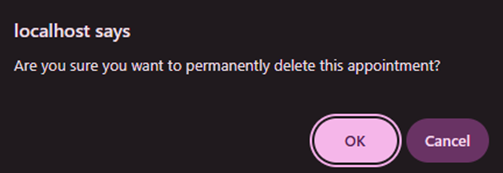 localhost says
Are you sure you want to permanently delete this appointment?
OK
Cancel